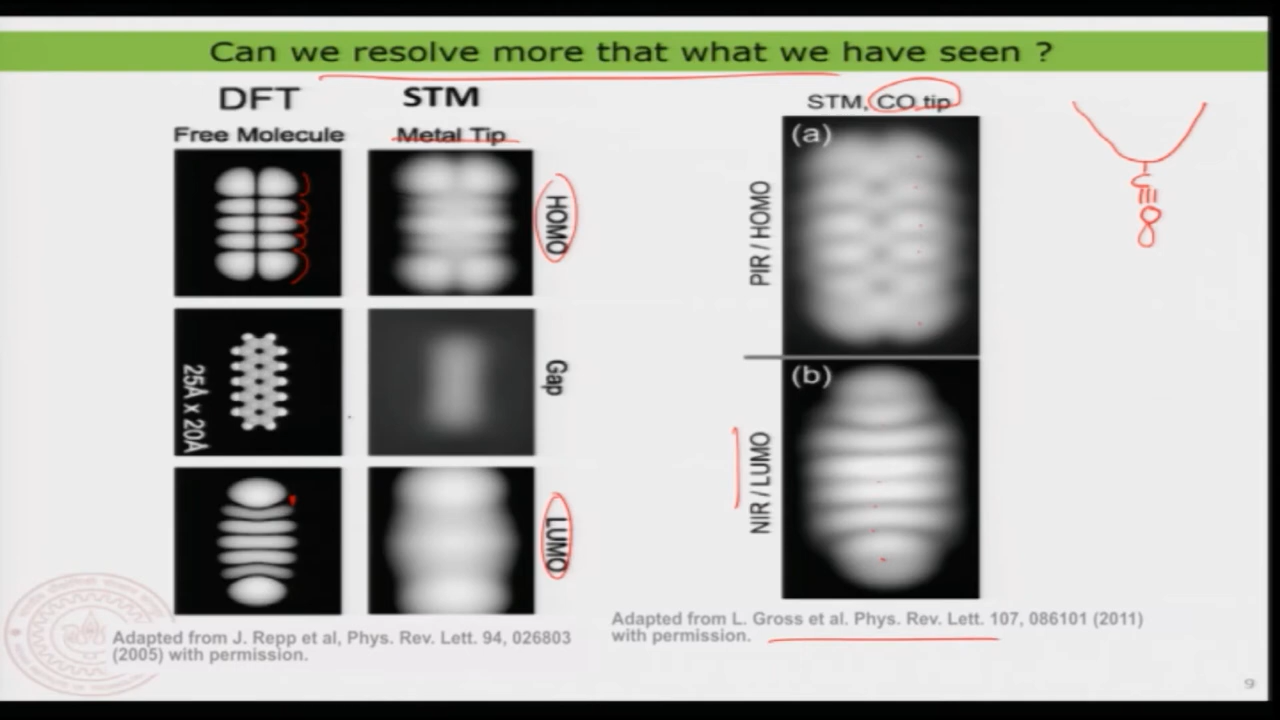 Can we resolve more that what we have seen ?
DFT
STM
Free Molecule
Metal Tip
HOMO
25Å x 20Å
Gap
LUMO
STM, CO tip
(a)
PIR / HOMO
(b)
NIR / LUMO
Adapted from J. Repp et al, Phys. Rev. Lett. 94, 026803
(2005) with permission.
Adapted from L. Gross et al. Phys. Rev. Lett. 107, 086101 (2011)
with permission.
9